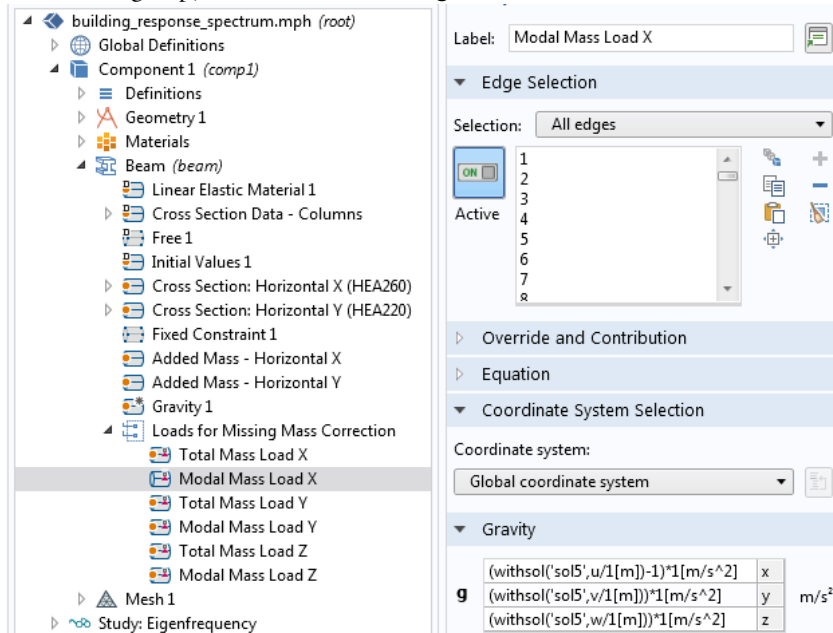 building_response_spectrum.mph (root)
Global Definitions
Component 1 (comp1)
Definitions
Geometry 1
Materials
Beam (beam)
Linear Elastic Material 1
Cross Section Data - Columns
Free 1
Initial Values 1
Cross Section: Horizontal X (HEA260)
Cross Section: Horizontal Y (HEA220)
Fixed Constraint 1
Added Mass - Horizontal X
Added Mass - Horizontal Y
Gravity 1
Loads for Missing Mass Correction
Total Mass Load X
Modal Mass Load X
Total Mass Load Y
Modal Mass Load Y
Total Mass Load Z
Modal Mass Load Z
Mesh 1
Study: Eigenfrequency
Label: Modal Mass Load X
Edge Selection
Selection: All edges
ON
Active
1
2
3
4
5
6
7
8
Override and Contribution
Equation
Coordinate System Selection
Coordinate system:
Global coordinate system
Gravity
(withsol('sol5',u/1[m])-1)*1[m/s^2] x
g (withsol('sol5',v/1[m]))*1[m/s^2] y m/s²
(withsol('sol5',w/1[m]))*1[m/s^2] z